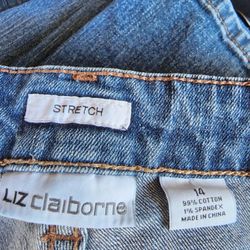 STRETCH
LIZ claiborne
14
99% COTTON
1% SPANDEX
MADE IN CHINA